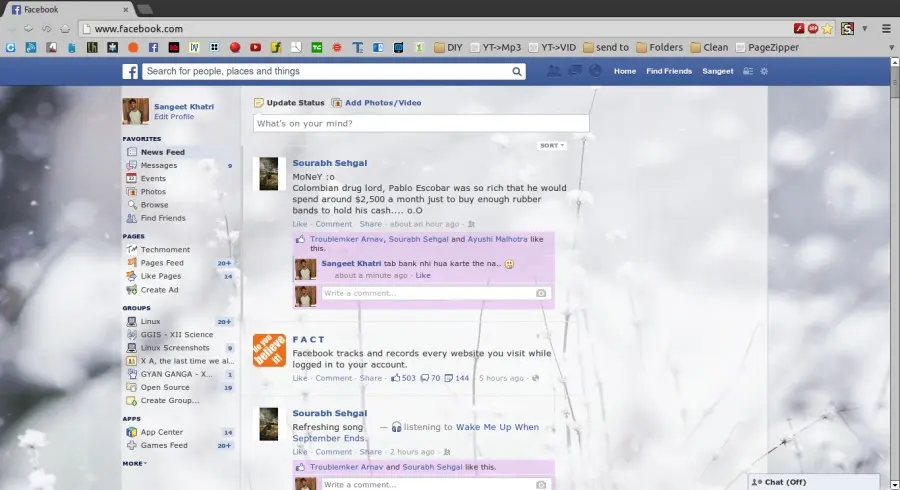 Facebook
www.facebook.com
DIY
YT->Mp3
YT->VID
send to
Folders
Clean
PageZipper
Search for people, places and things
Home
Find Friends
Sangeet
Sangeet Khatri
Edit Profile
FAVORITES
News Feed
Messages 9
Events
Photos
Browse
Find Friends
PAGES
Techmoment
Pages Feed 20+
Like Pages 14
Create Ad
GROUPS
Linux 20+
GGIS - XII Science
Linux Screenshots 9
X A, the last time we al...
GYAN GANGA - X... 1
Open Source 19
Create Group...
APPS
App Center 14
Games Feed 20+
MORE
Update Status Add Photos/Video
What's on your mind?
SORT
Sourabh Sehgal
MoNeY :o
Colombian drug lord, Pablo Escobar was so rich that he would
spend around $2,500 a month just to buy enough rubber
bands to hold his cash.... o.O
Like · Comment · Share · about an hour ago ·
Troublemker Arnav, Sourabh Sehgal and Ayushi Malhotra like
this.
Sangeet Khatri tab bank nhi hua karte the na..
about a minute ago · Like
Write a comment...
Do you believe it!
F A C T
Facebook tracks and records every website you visit while
logged in to your account.
Like · Comment · Share · 503 70 144 · 5 hours ago ·
Sourabh Sehgal
Refreshing song — listening to Wake Me Up When
September Ends.
Like · Comment · Share · 2 hours ago ·
Troublemker Arnav and Sourabh Sehgal like this.
Write a comment...
Chat (Off)